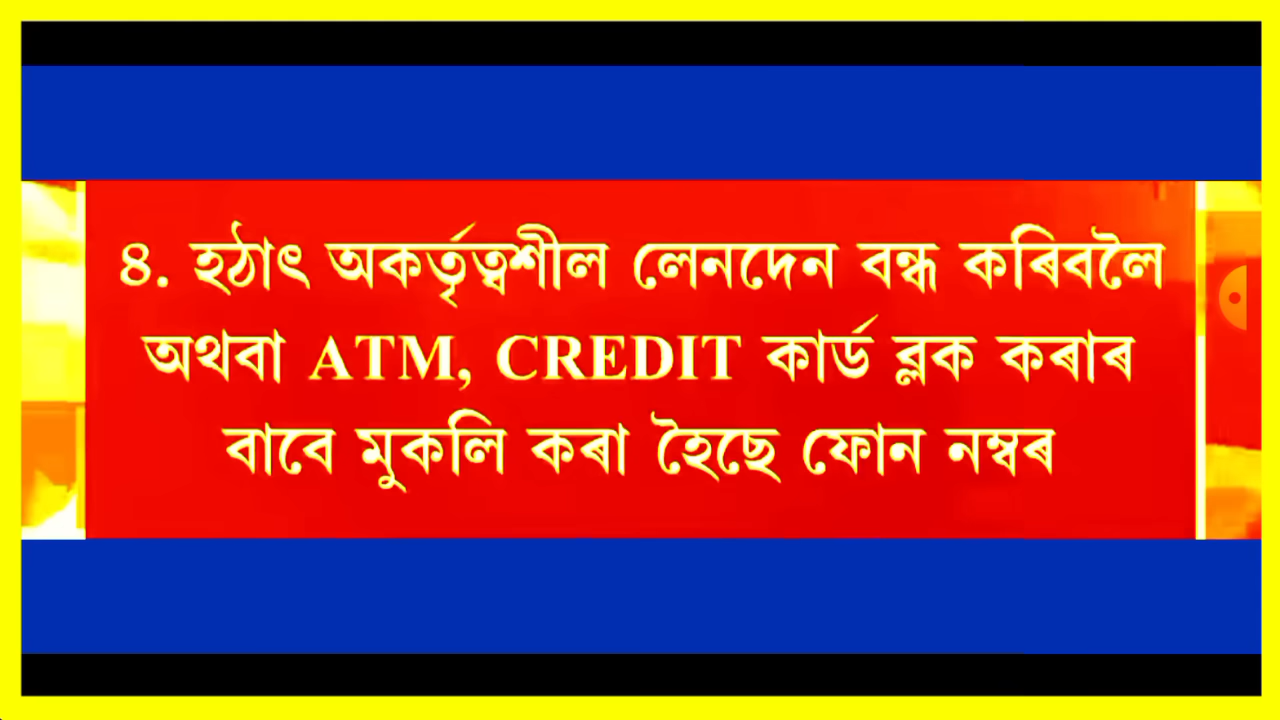 ৪. হঠাৎ অকৰ্তৃত্বশীল লেনদেন বন্ধ কৰিবলৈ
অথবা ATM, CREDIT কাৰ্ড ব্লক কৰাৰ
বাবে মুকলি কৰা হৈছে ফোন নম্বৰ